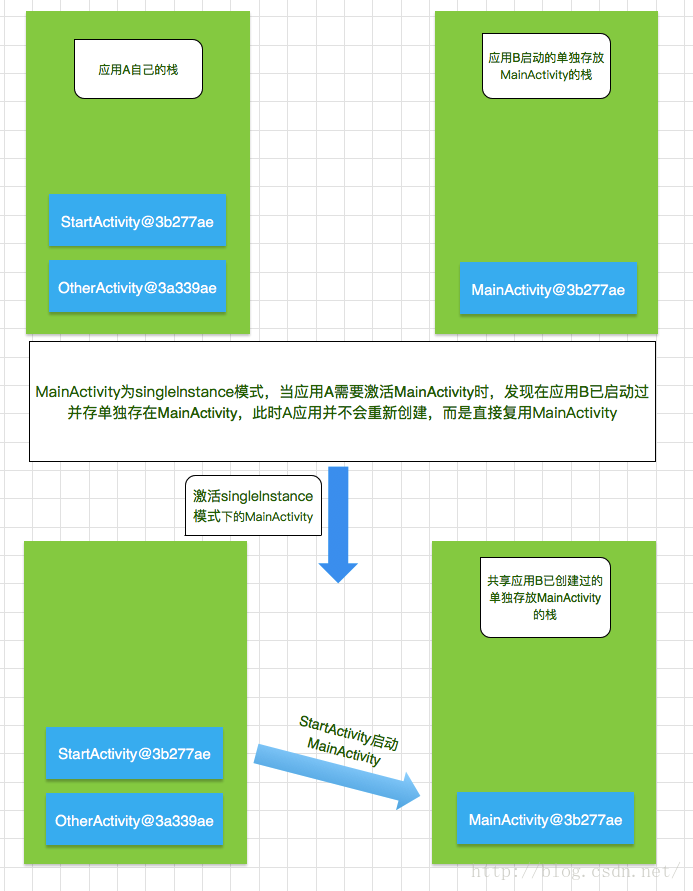 应用A自己的栈
应用B启动的单独存放
MainActivity的栈
StartActivity@3b277ae
OtherActivity@3a339ae
MainActivity@3b277ae
MainActivity为singleInstance模式，当应用A需要激活MainActivity时，发现在应用B已启动过
并存单独存在MainActivity，此时A应用并不会重新创建，而是直接复用MainActivity
激活singleInstance
模式下的MainActivity
共享应用B已创建过的
单独存放MainActivity
的栈
StartActivity@3b277ae
OtherActivity@3a339ae
StartActivity启动
MainActivity
MainActivity@3b277ae
http://blog.csdn.net/